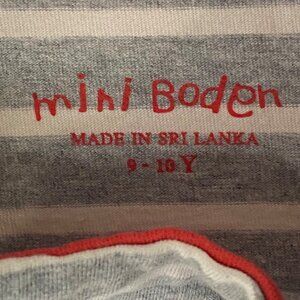 mini Boden
MADE IN SRI LANKA
9 - 10 Y